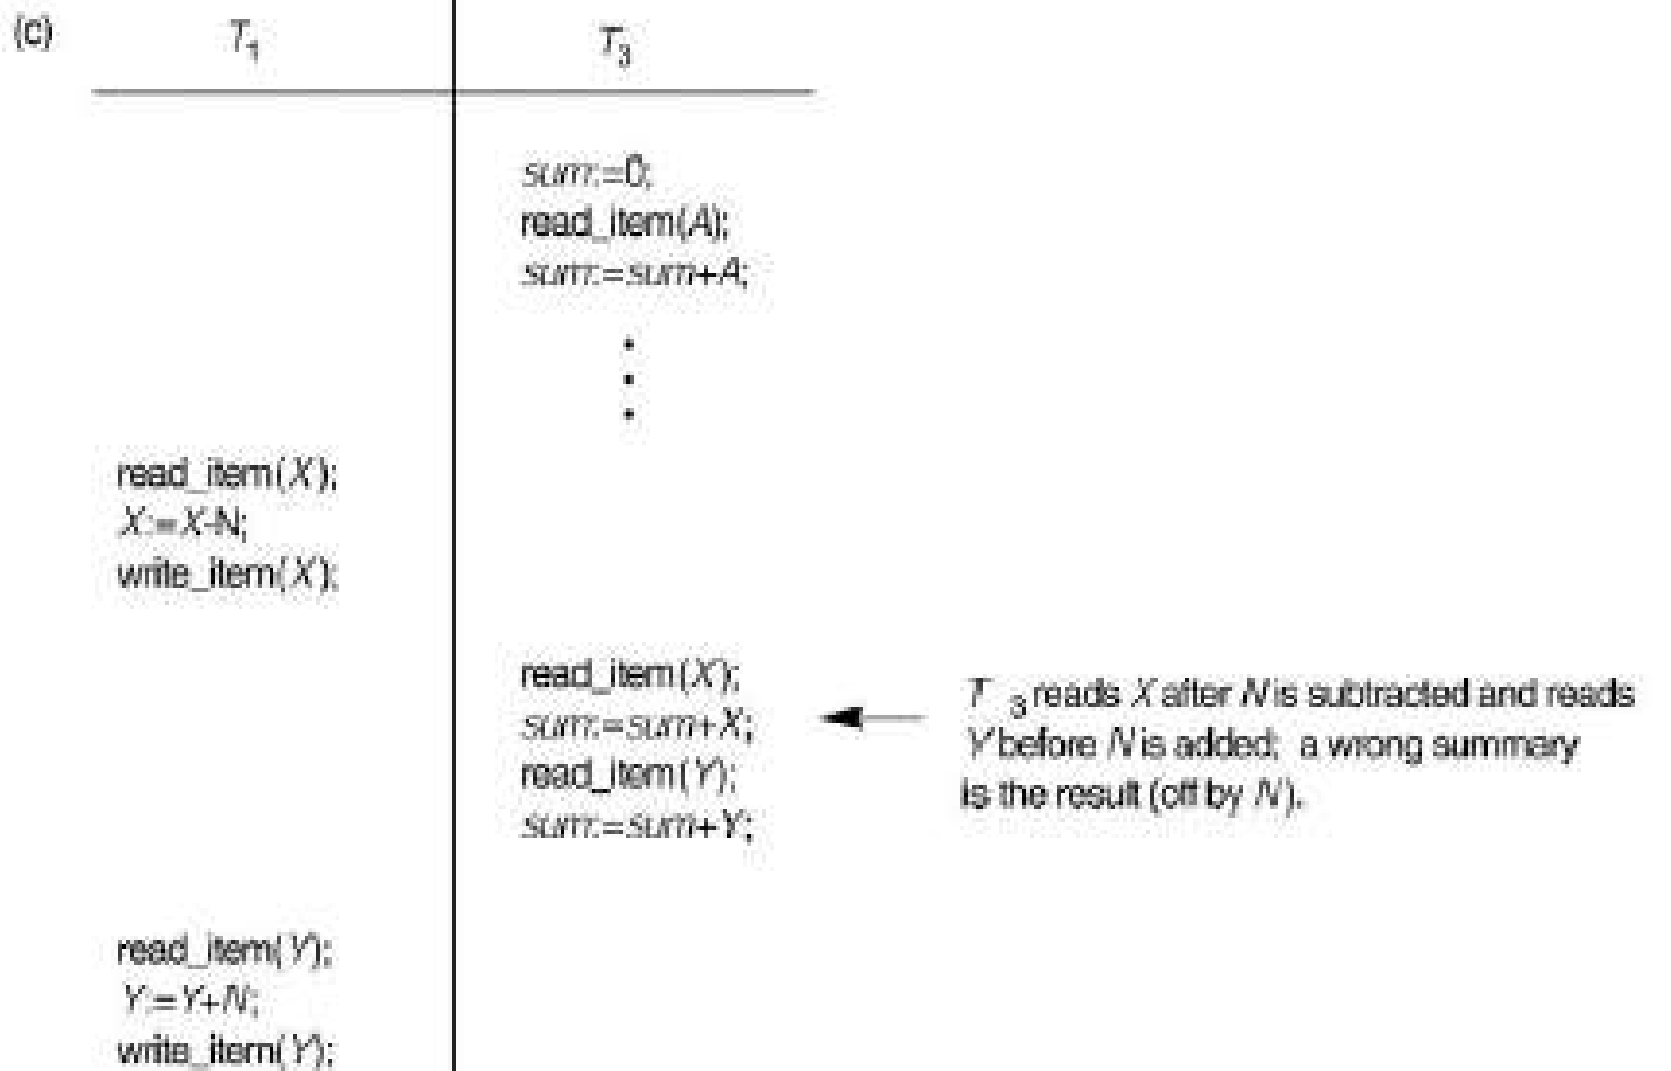 (c)
T1
T3
sum:=0;
read_item(A);
sum:=sum+A;
read_item(X);
X:=X-N;
write_item(X);
read_item(X);
sum:=sum+X;
read_item(Y);
sum:=sum+Y;
T 3 reads X after N is subtracted and reads
Y before N is added; a wrong summary
is the result (off by N).
read_item(Y);
Y:=Y+N;
write_item(Y);